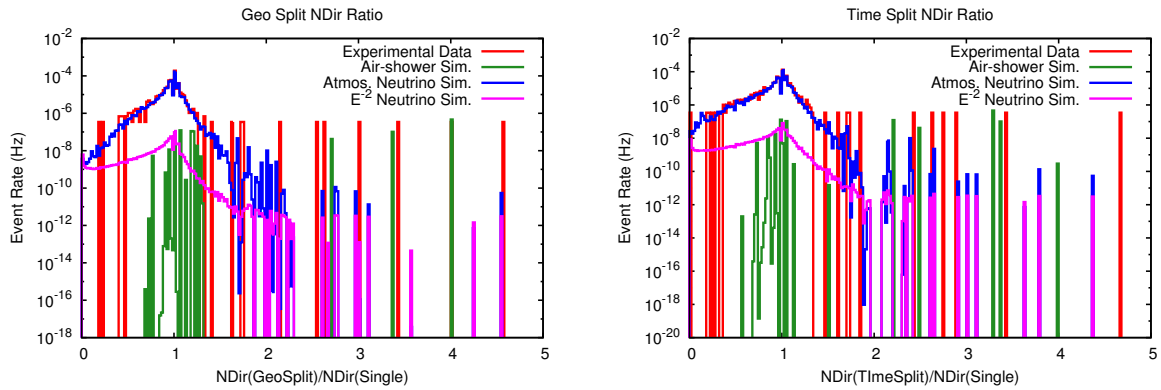 Geo Split NDir Ratio
Event Rate (Hz)
10^-2
10^-4
10^-6
10^-8
10^-10
10^-12
10^-14
10^-16
10^-18
Experimental Data
Air-shower Sim.
Atmos. Neutrino Sim.
E^-2 Neutrino Sim.
0 1 2 3 4 5
NDir(GeoSplit)/NDir(Single)
Time Split NDir Ratio
Event Rate (Hz)
10^-2
10^-4
10^-6
10^-8
10^-10
10^-12
10^-14
10^-16
10^-18
10^-20
Experimental Data
Air-shower Sim.
Atmos. Neutrino Sim.
E^-2 Neutrino Sim.
0 1 2 3 4 5
NDir(TImeSplit)/NDir(Single)